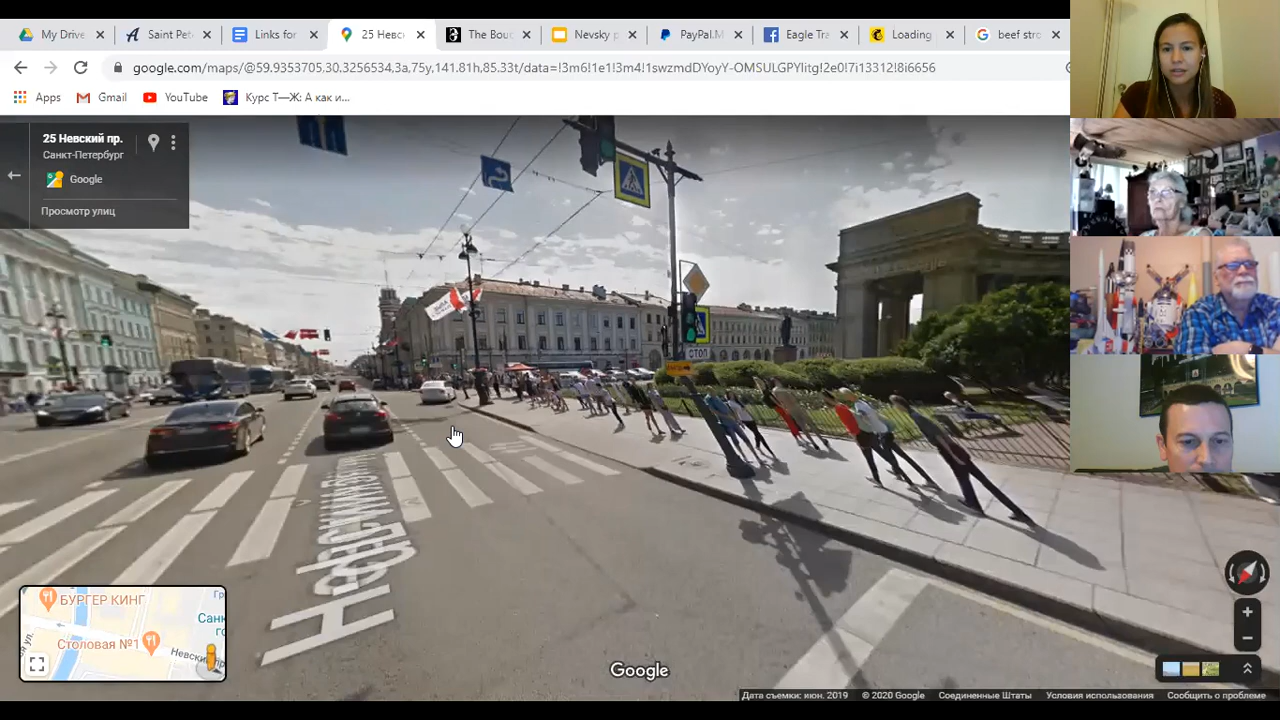 My Drive
Saint Pet
Links for
25 Невск
The Bou
Nevsky p
PayPal.M
Eagle Tra
Loading
beef stro
google.com/maps/@59.9353705,30.3256534,3a,75y,141.81h,85.33t/data=!3m6!1e1!3m4!1swzmdDYoyY-OMSULGPYIitg!2e0!7i13312!8i6656
Apps
Gmail
YouTube
Курс Т—Ж: А как и...
25 Невский пр.
Санкт-Петербург
Google
Просмотр улиц
СТОП
БУРГЕР КИНГ
Столовая №1
Невский пр
Санк
Google
Дата съемки: июн. 2019
© 2020 Google
Соединенные Штаты
Условия использования
Сообщить о проблеме